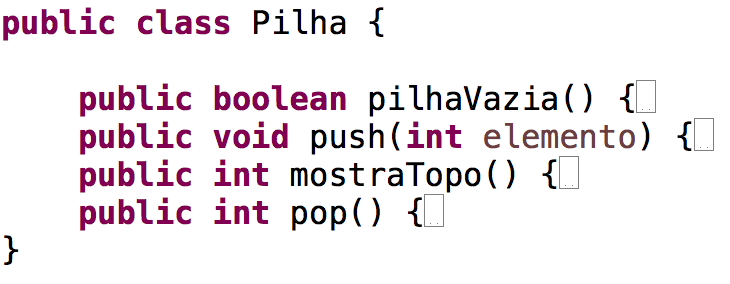 public class Pilha {
public boolean pilhaVazia() {..
public void push(int elemento) {..
public int mostraTopo() {..
public int pop() {..
}